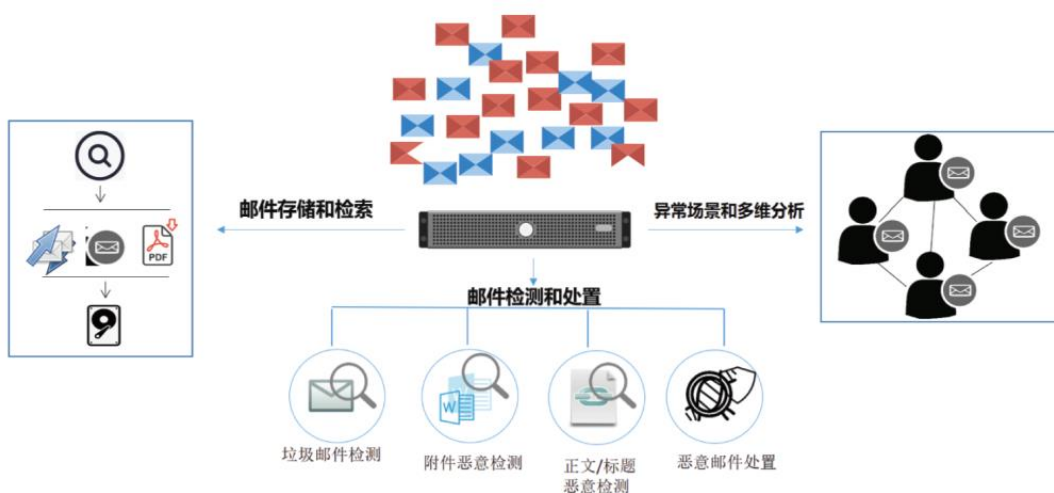 邮件存储和检索
异常场景和多维分析
PDF
邮件检测和处置
W
垃圾邮件检测
附件恶意检测
正文/标题
恶意检测
恶意邮件处置